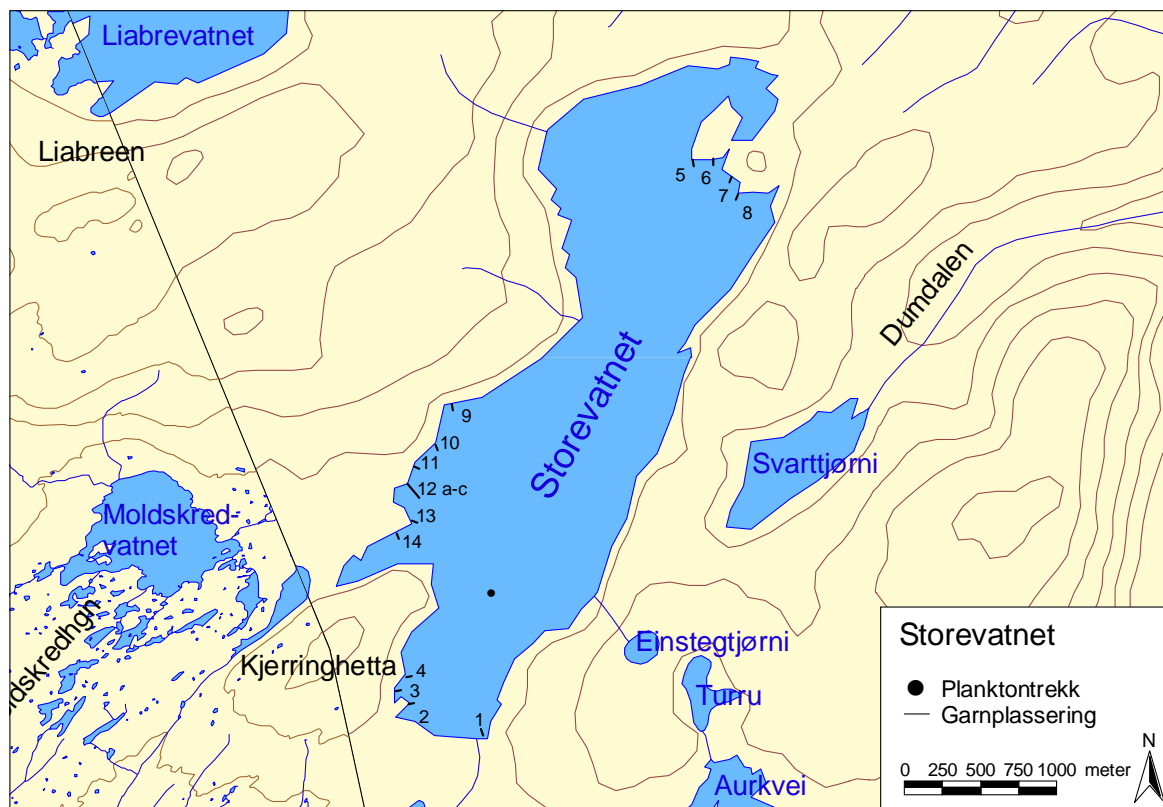 Liabrevatnet
Liabreen
5
6
7
8
Dumdalen
Storevatnet
9
10
11
12 a-c
13
14
Svarttjørni
Moldskred-
vatnet
Kjerringhetta
4
3
2
1
Einstegtjørni
Turru
Aurkvei
Storevatnet
Planktontrekk
Garnplassering
0 250 500 750 1000 meter
N